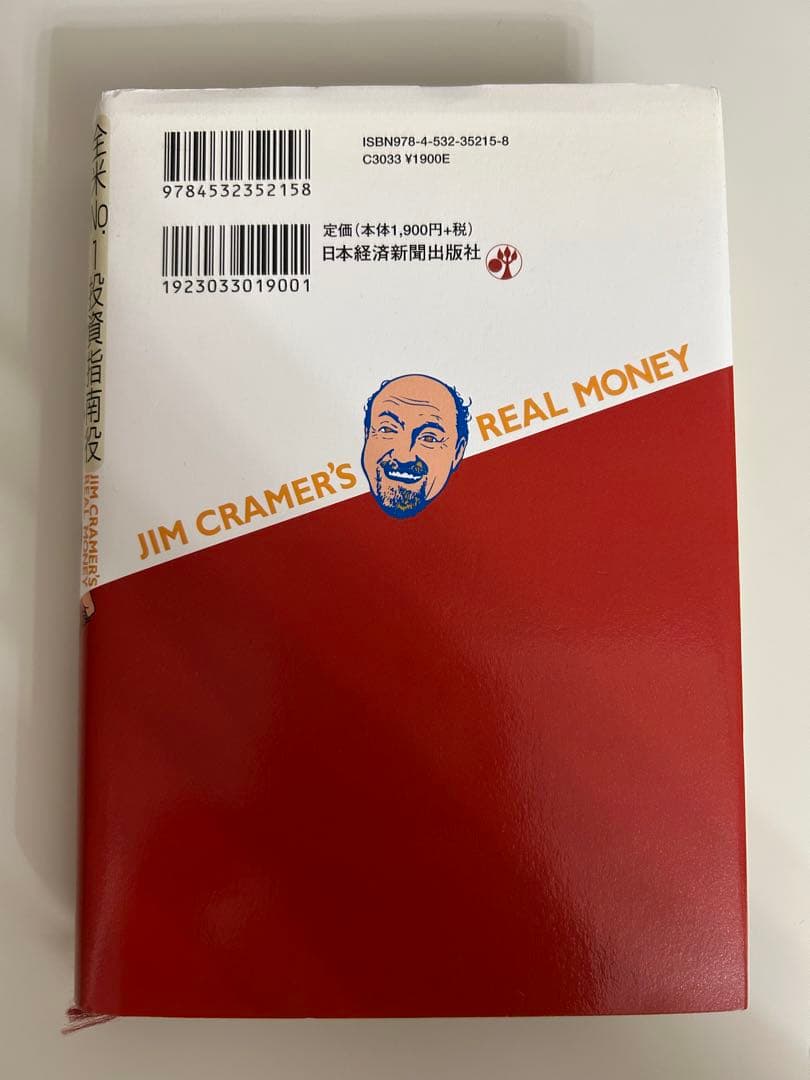 ISBN978-4-532-35215-8
C3033 ¥1900E
9784532352158
定価(本体1,900円+税)
日本経済新聞出版社
1923033019001
JIM CRAMER'S REAL MONEY
全米No.1投資指南役
JIM CRAMER'S
REAL MONEY